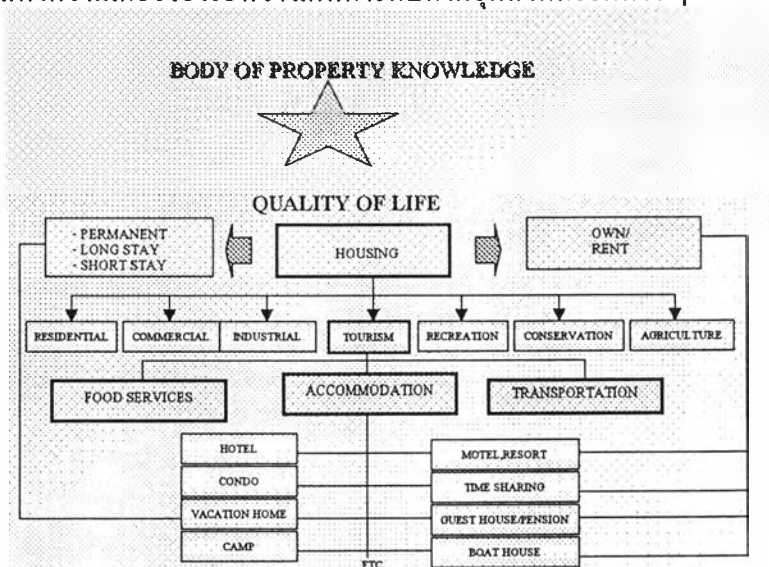 BODY OF PROPERTY KNOWLEDGE
QUALITY OF LIFE
- PERMANENT
- LONG STAY
- SHORT STAY
HOUSING
OWN/
RENT
RESIDENTIAL
COMMERCIAL
INDUSTRIAL
TOURISM
RECREATION
CONSERVATION
AGRICULTURE
FOOD SERVICES
ACCOMMODATION
TRANSPORTATION
HOTEL
MOTEL,RESORT
CONDO
TIME SHARING
VACATION HOME
GUEST HOUSE/PENSION
CAMP
BOAT HOUSE
ETC